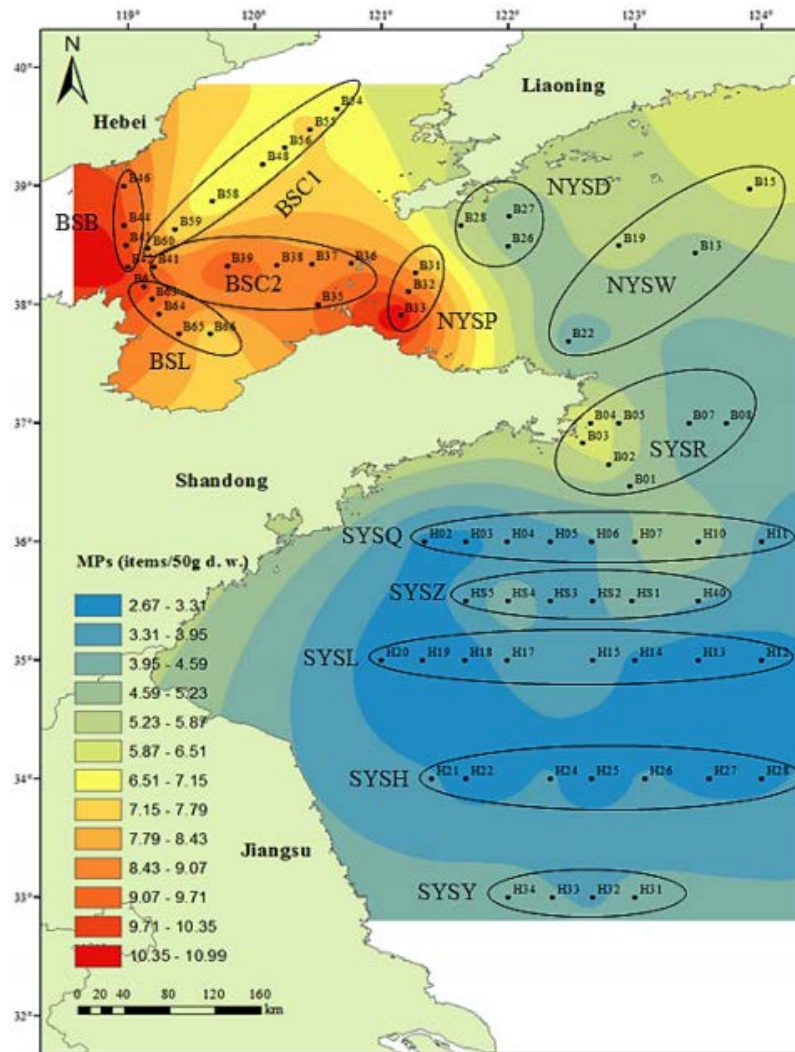 118° 119° 120° 121° 122° 123° 124°
40°
39°
38°
37°
36°
35°
34°
33°
32°
N
Hebei
Liaoning
Shandong
Jiangsu
B54
B55
B56
B48
B58
B59
B60
BSC1
B46
B44
B43
BSB
B41
B39 B38 B37 B36
B35
BSC2
B63
B64
B65 B66
BSL
B31
B32
B33
NYSP
NYSD
B28 B27
B26
B15
B19 B13
B22
NYSW
B04 B05 B07 B08
B03
B02
B01
SYSR
SYSQ
H02 H03 H04 H05 H06 H07 H10 H11
SYSZ
HS5 HS4 HS3 HS2 HS1 H40
SYSL
H20 H19 H18 H17 H15 H14 H13 H12
SYSH
H21 H22 H24 H25 H26 H27 H28
SYSY
H34 H33 H32 H31
MPs (items/50g d. w.)
2.67 - 3.31
3.31 - 3.95
3.95 - 4.59
4.59 - 5.23
5.23 - 5.87
5.87 - 6.51
6.51 - 7.15
7.15 - 7.79
7.79 - 8.43
8.43 - 9.07
9.07 - 9.71
9.71 - 10.35
10.35 - 10.99
0 20 40 80 120 160
km